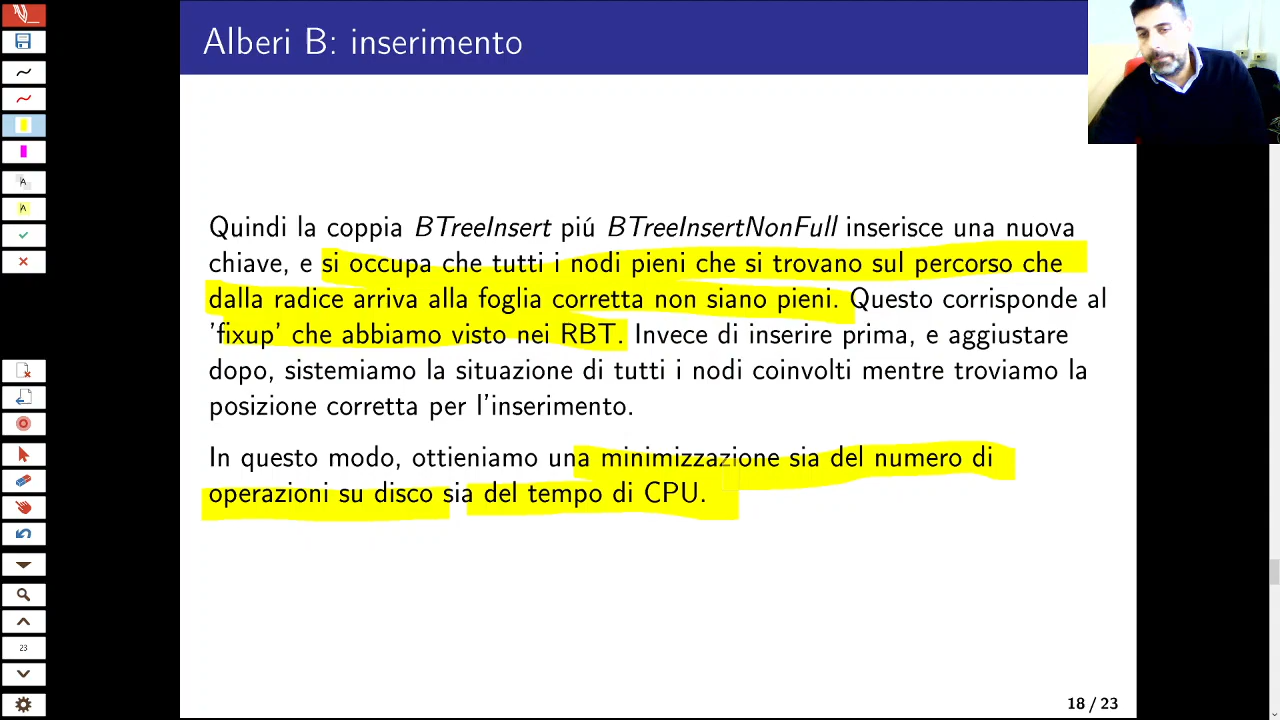 Alberi B: inserimento
Quindi la coppia BTreeInsert piú BTreeInsertNonFull inserisce una nuova
chiave, e si occupa che tutti i nodi pieni che si trovano sul percorso che
dalla radice arriva alla foglia corretta non siano pieni. Questo corrisponde al
'fixup' che abbiamo visto nei RBT. Invece di inserire prima, e aggiustare
dopo, sistemiamo la situazione di tutti i nodi coinvolti mentre troviamo la
posizione corretta per l'inserimento.
In questo modo, otteniamo una minimizzazione sia del numero di
operazioni su disco sia del tempo di CPU.
23
18 / 23